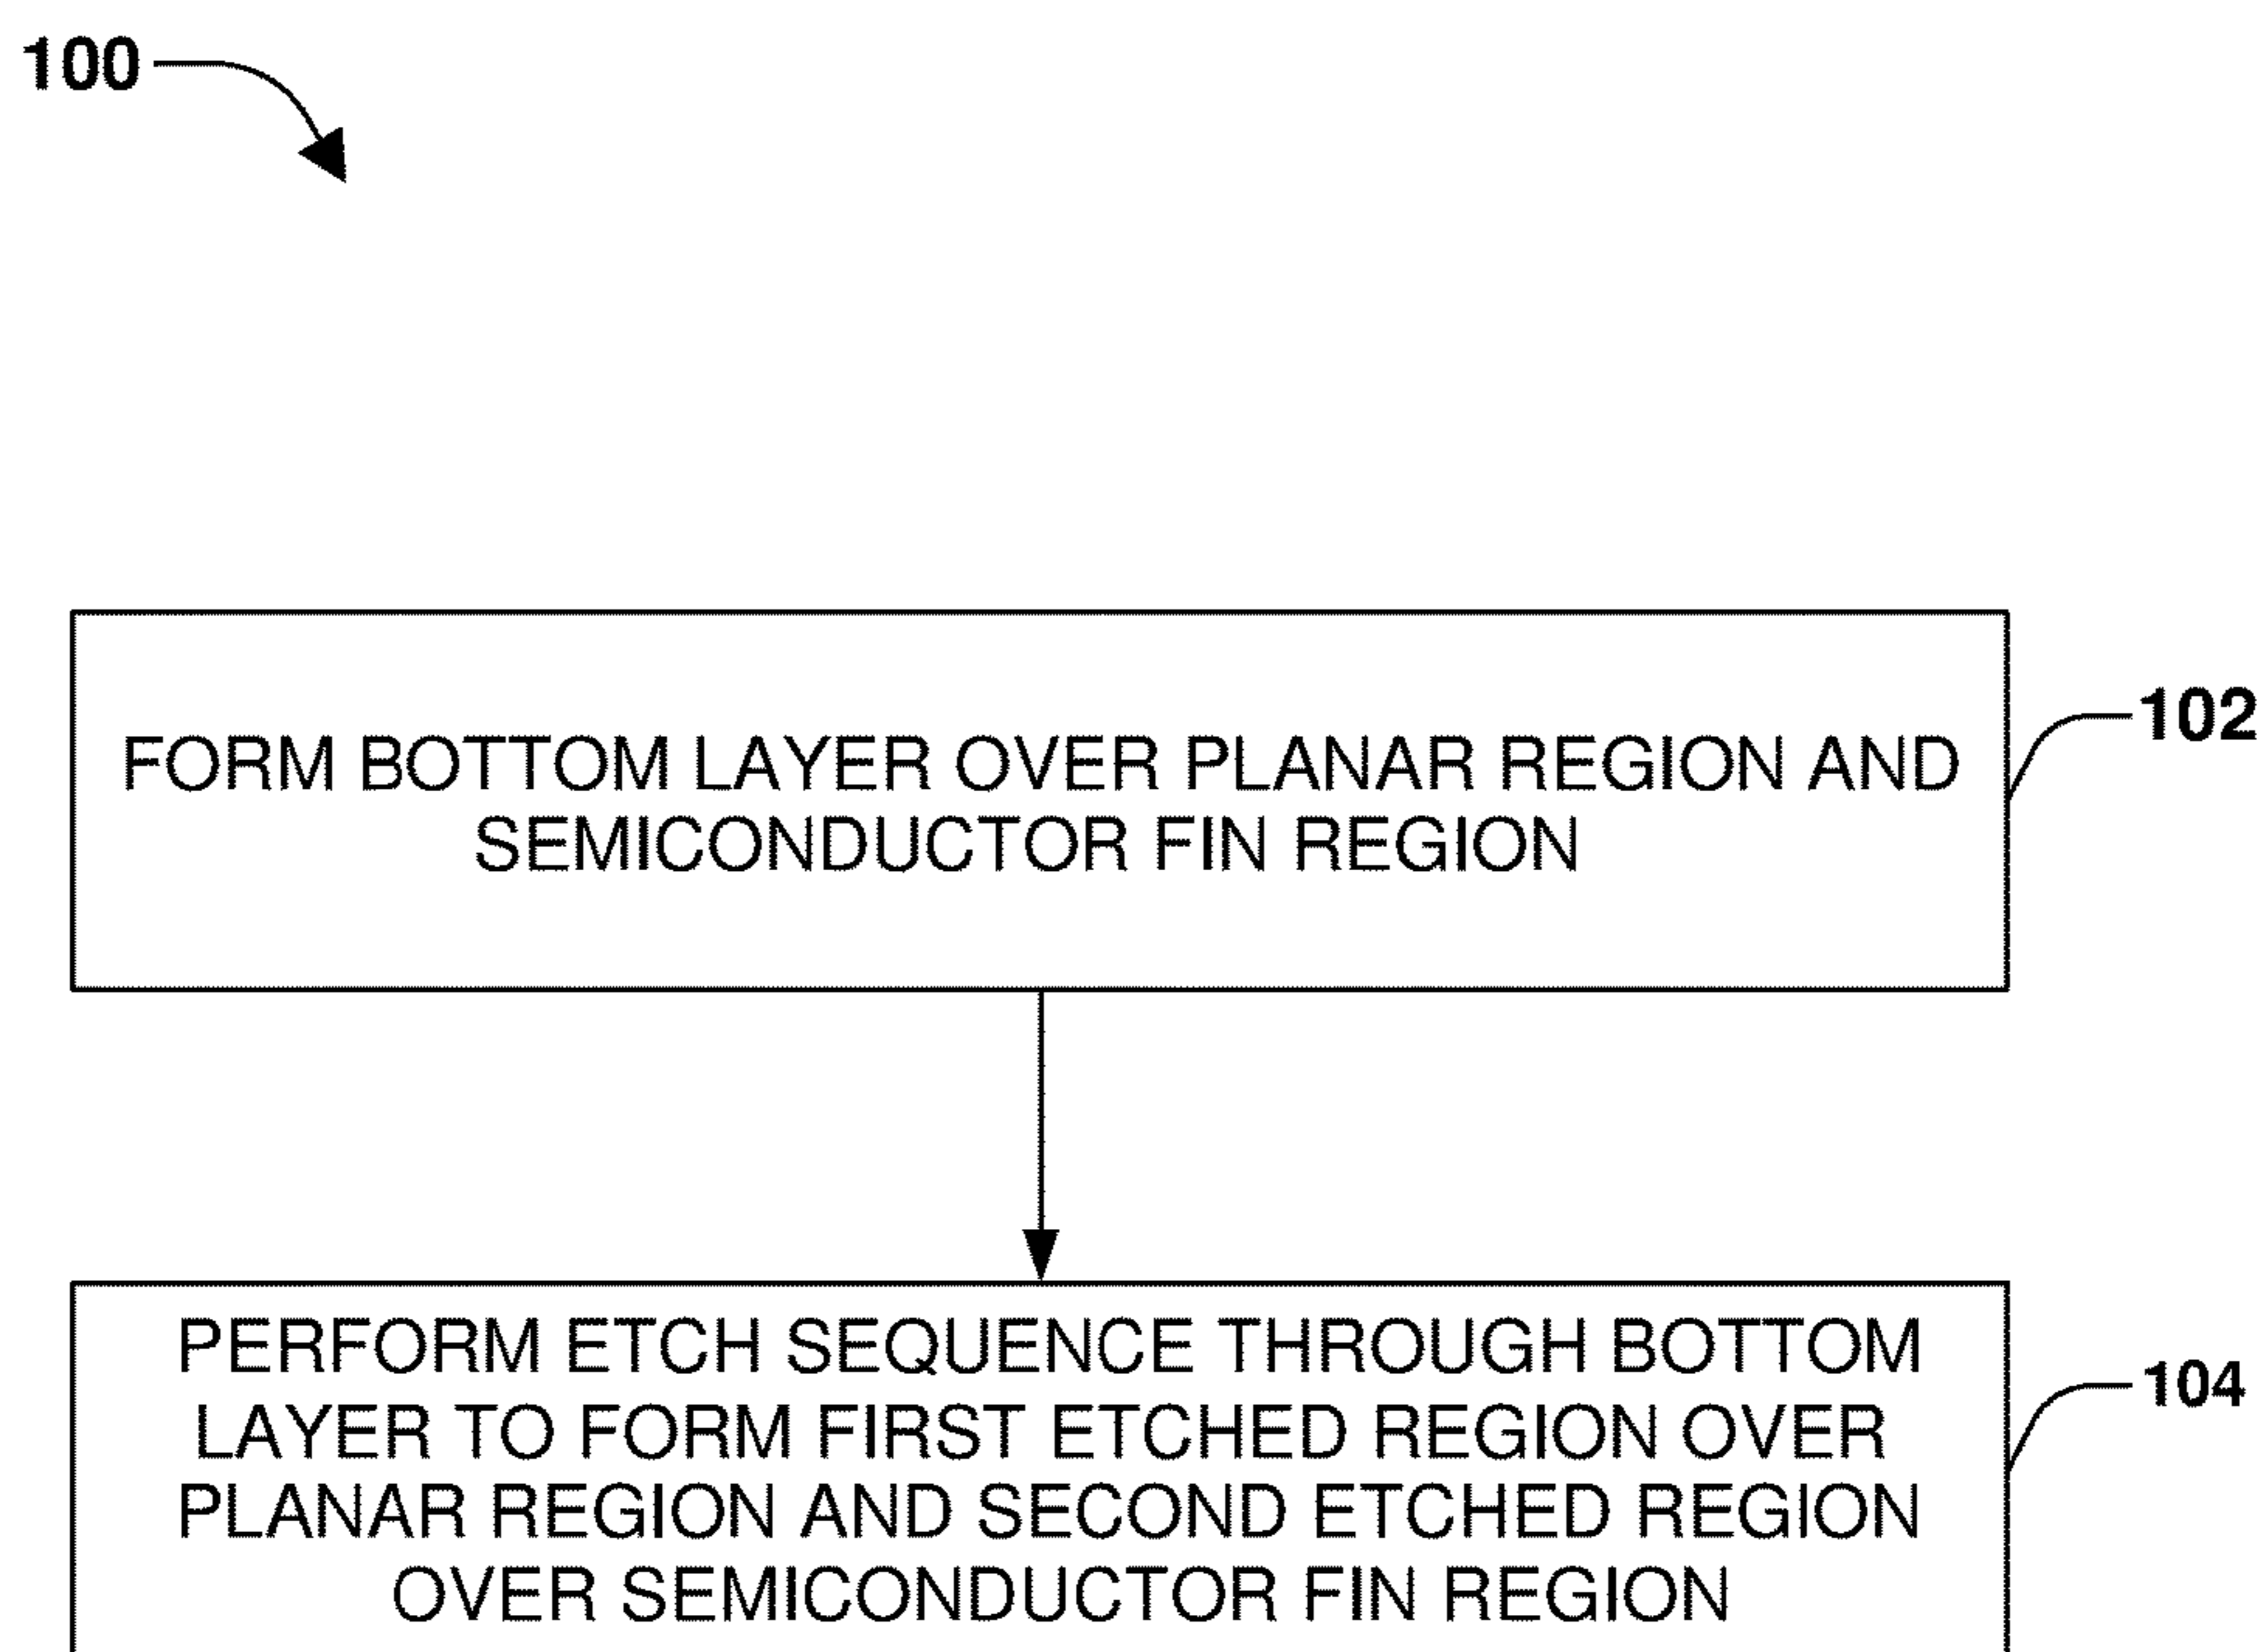 100
FORM BOTTOM LAYER OVER PLANAR REGION AND
SEMICONDUCTOR FIN REGION
102
PERFORM ETCH SEQUENCE THROUGH BOTTOM
LAYER TO FORM FIRST ETCHED REGION OVER
PLANAR REGION AND SECOND ETCHED REGION
OVER SEMICONDUCTOR FIN REGION
104